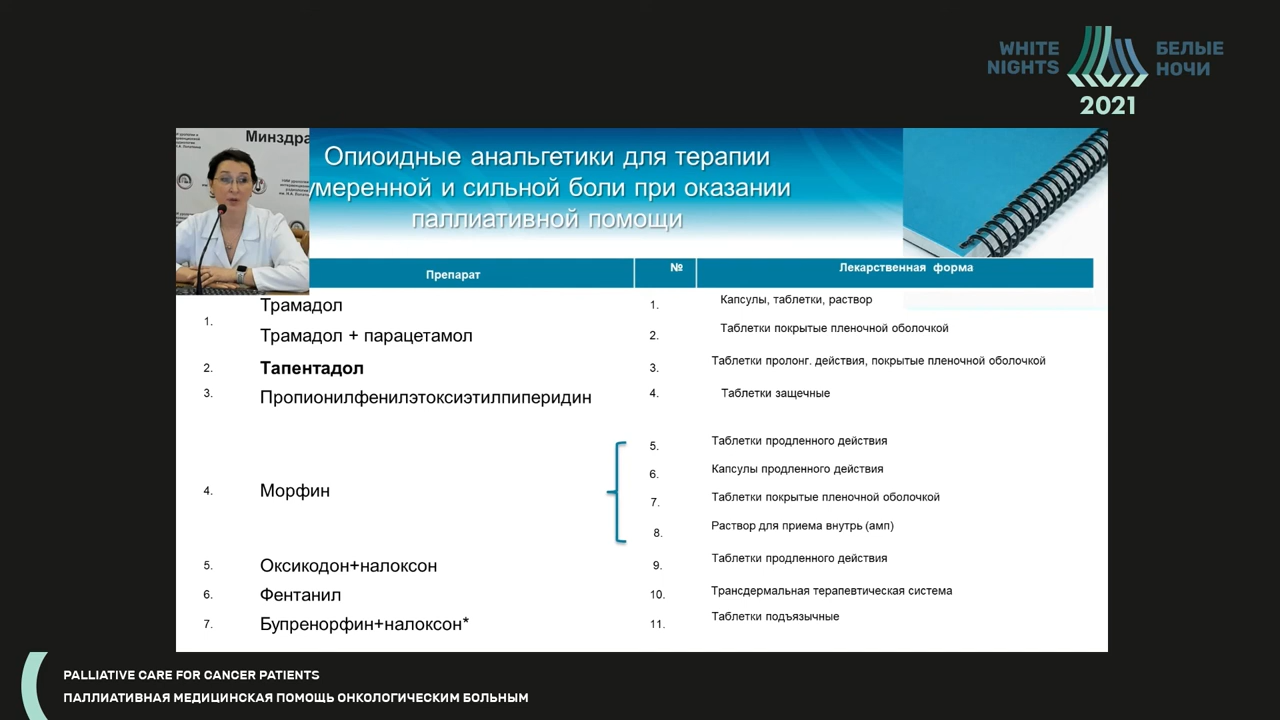 WHITE NIGHTS
БЕЛЫЕ НОЧИ
2021
Минздра
Опиоидные анальгетики для терапии
умеренной и сильной боли при оказании
паллиативной помощи
Препарат № Лекарственная форма
1. Трамадол 1. Капсулы, таблетки, раствор
Трамадол + парацетамол 2. Таблетки покрытые пленочной оболочкой
2. Тапентадол 3. Таблетки пролонг. действия, покрытые пленочной оболочкой
3. Пропионилфенилэтоксиэтилпиперидин 4. Таблетки защечные
5. Таблетки продленного действия
6. Капсулы продленного действия
4. Морфин
7. Таблетки покрытые пленочной оболочкой
8. Раствор для приема внутрь (амп)
5. Оксикодон+налоксон 9. Таблетки продленного действия
6. Фентанил 10. Трансдермальная терапевтическая система
7. Бупренорфин+налоксон* 11. Таблетки подъязычные
PALLIATIVE CARE FOR CANCER PATIENTS
ПАЛЛИАТИВНАЯ МЕДИЦИНСКАЯ ПОМОЩЬ ОНКОЛОГИЧЕСКИМ БОЛЬНЫМ